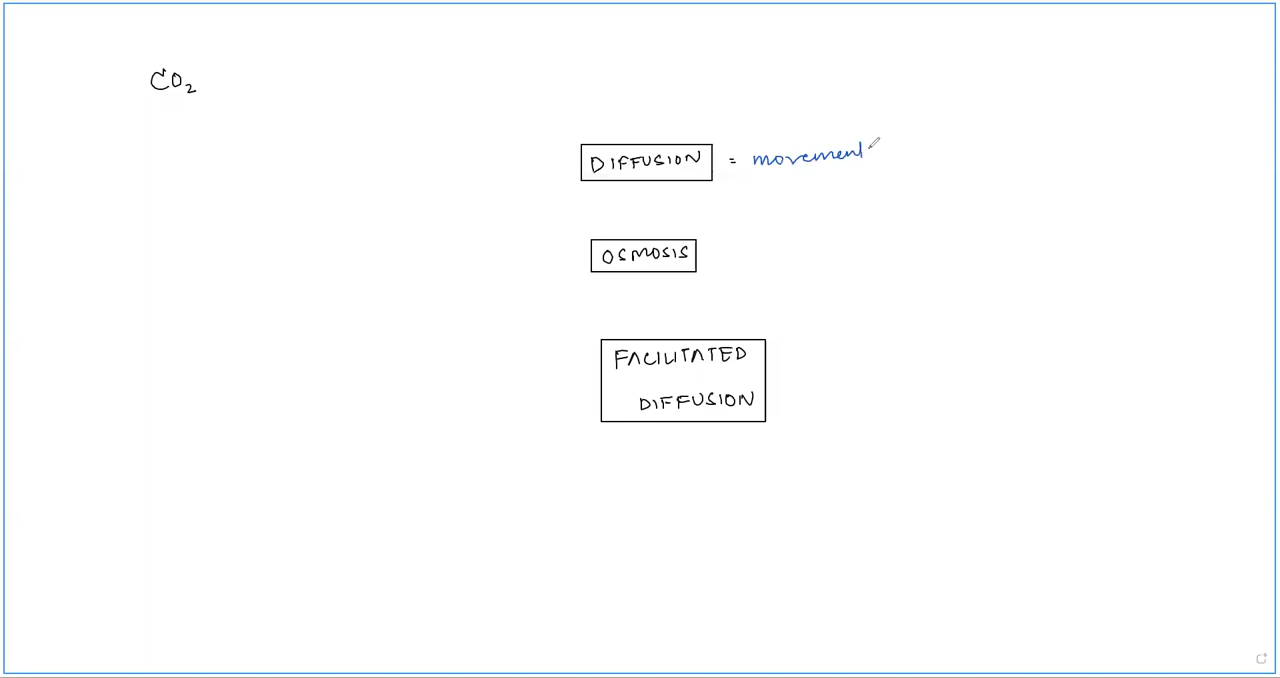 CO₂
DIFFUSION = movement
OSMOSIS
FACILITATED
DIFFUSION